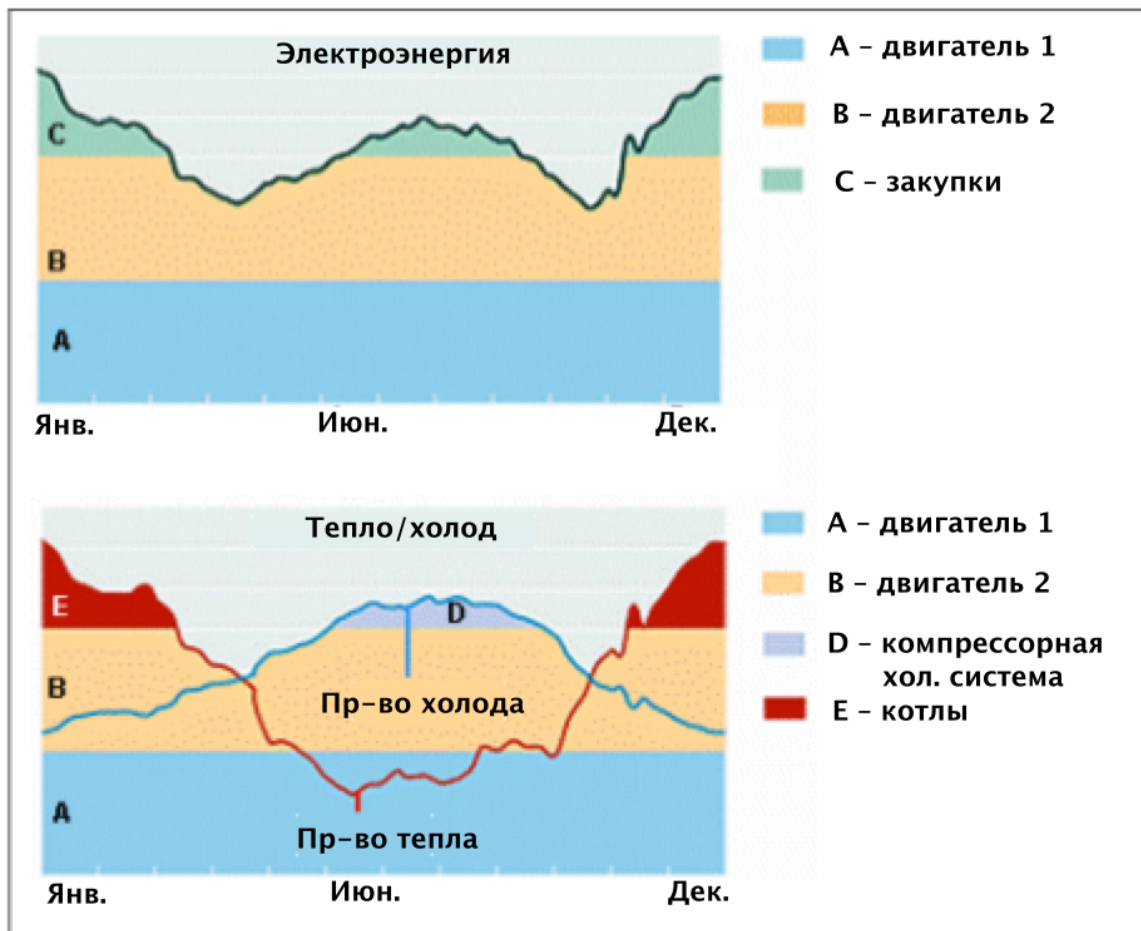 Электроэнергия
C
B
A
Янв.
Июн.
Дек.
A – двигатель 1
B – двигатель 2
C – закупки
Тепло/холод
E
D
B
Пр-во холода
A
Пр-во тепла
Янв.
Июн.
Дек.
A – двигатель 1
B – двигатель 2
D – компрессорная
хол. система
E – котлы